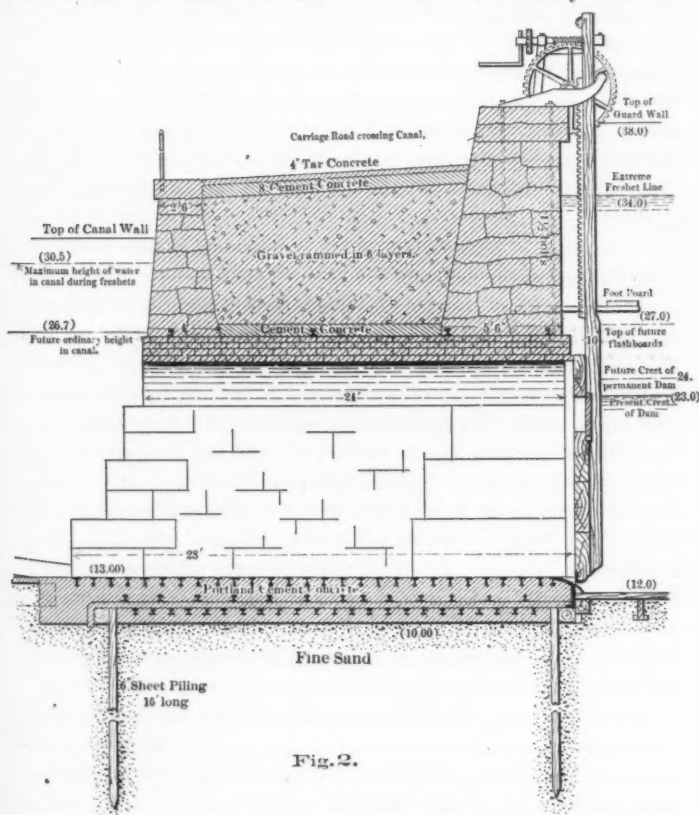 Top of
Guard Wall
(38.0)
Carriage Road crossing Canal.
4" Tar Concrete
8" Cement Concrete
2' 6"
Extreme
Freshet Line
(34.0)
Top of Canal Wall
(30.5)
Maximum height of water
in canal during freshets
Gravel rammed in 6 layers.
Foot Board
(27.0)
(26.7)
Future ordinary height
in canal.
4'
Cement Concrete
5' 6"
10
Top of future
flashboards
Future Crest of 24.
permanent Dam
(23.0)
Present Crest
of Dam
24'
23'
(13.00)
Portland Cement Concrete
(12.0)
(10.00)
Fine Sand
6" Sheet Piling
16' long
Fig. 2.